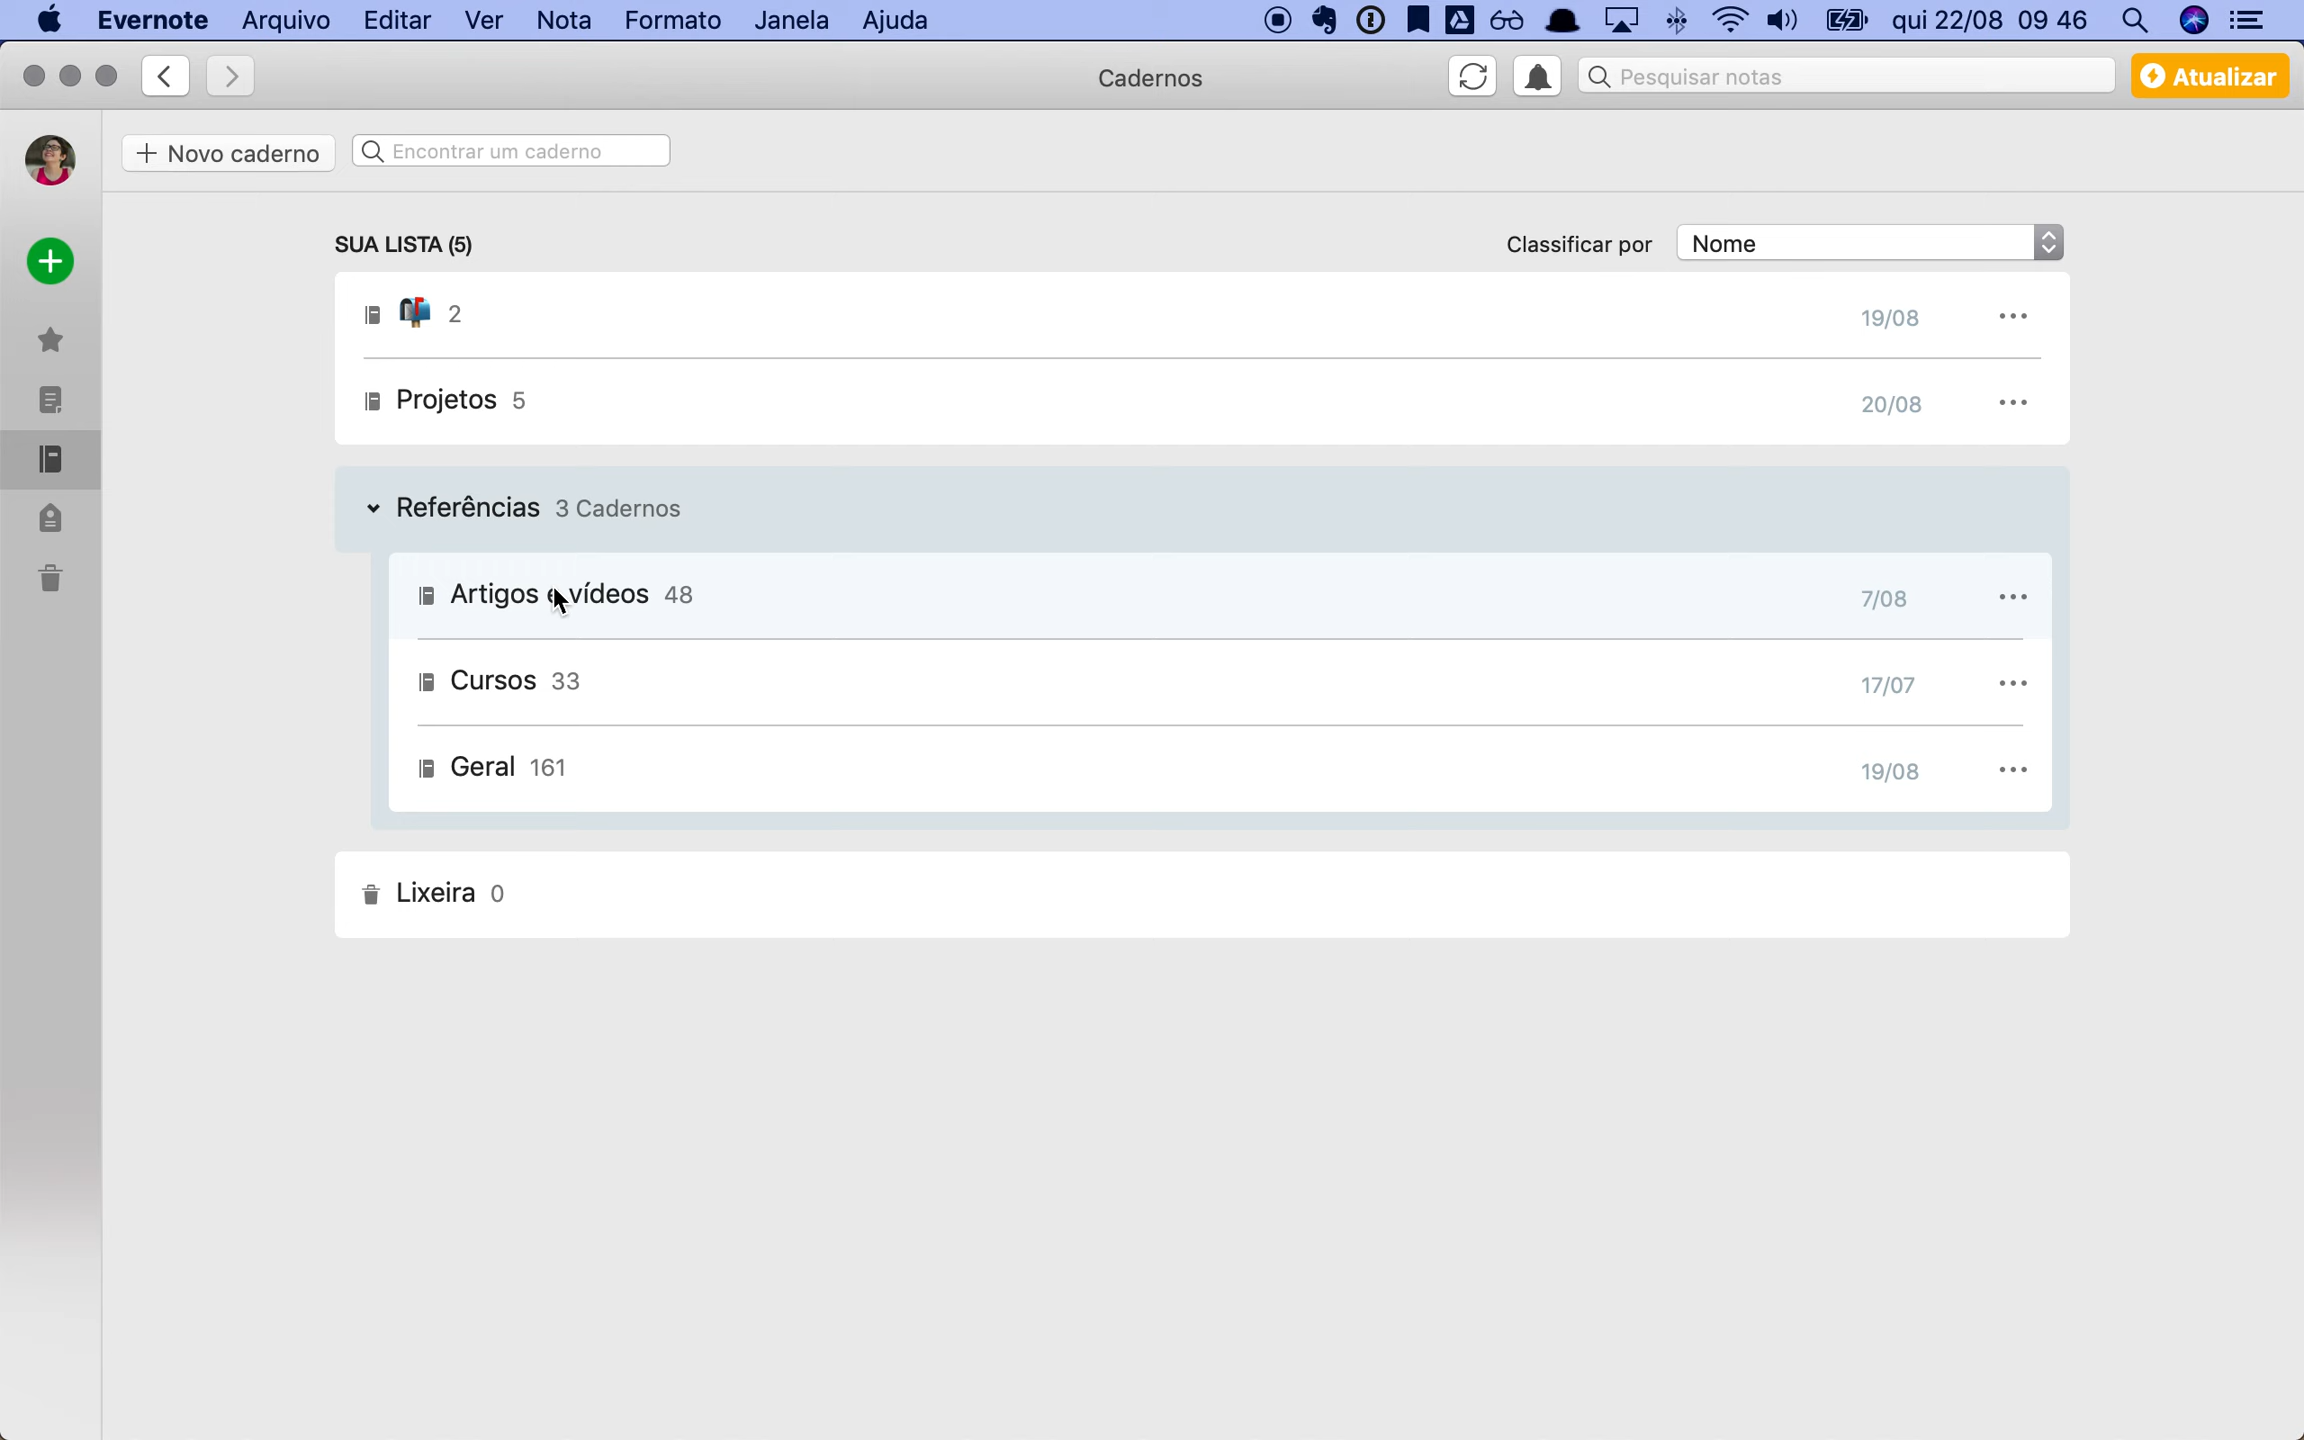 Evernote Arquivo Editar Ver Nota Formato Janela Ajuda qui 22/08 09 46
Cadernos Pesquisar notas Atualizar
Novo caderno Encontrar um caderno
SUA LISTA (5) Classificar por Nome
2 19/08
Projetos 5 20/08
Referências 3 Cadernos
Artigos e vídeos 48 7/08
Cursos 33 17/07
Geral 161 19/08
Lixeira 0